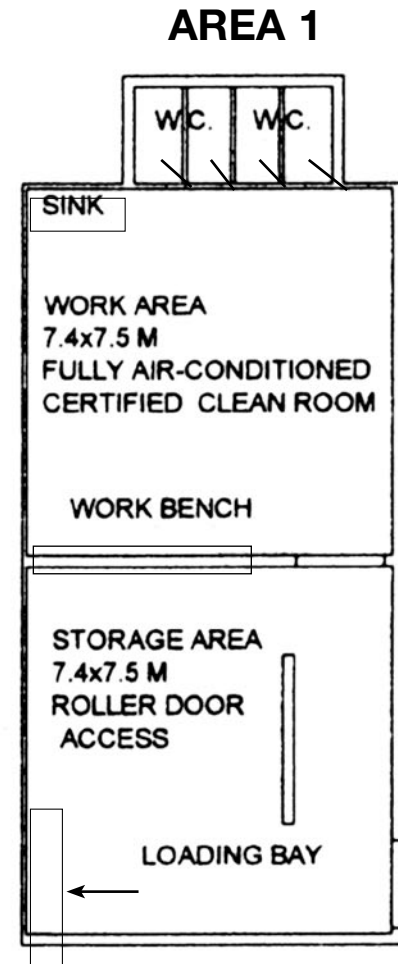 AREA 1
W.C. W.C.
SINK
WORK AREA
7.4x7.5 M
FULLY AIR-CONDITIONED
CERTIFIED CLEAN ROOM
WORK BENCH
STORAGE AREA
7.4x7.5 M
ROLLER DOOR
ACCESS
LOADING BAY